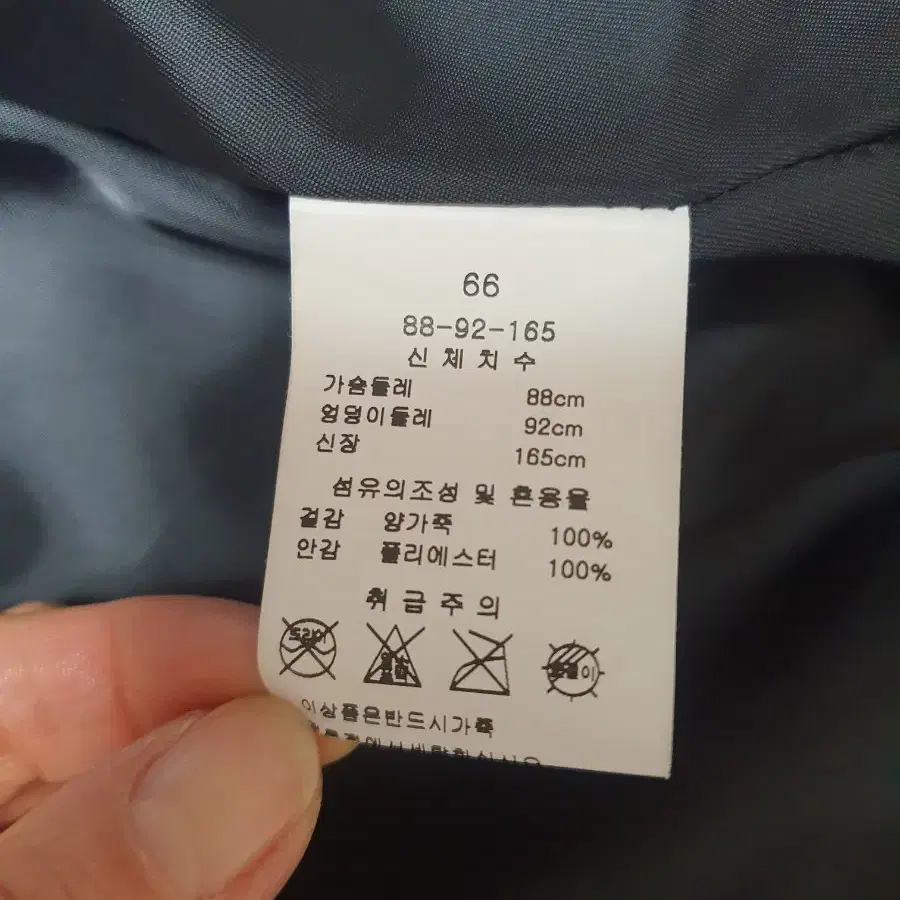 66
88-92-165
신체치수
가슴둘레 88cm
엉덩이둘레 92cm
신장 165cm
섬유의조성 및 혼용율
겉감 양가죽 100%
안감 폴리에스터 100%
취급주의
드라이
이상품은반드시가죽